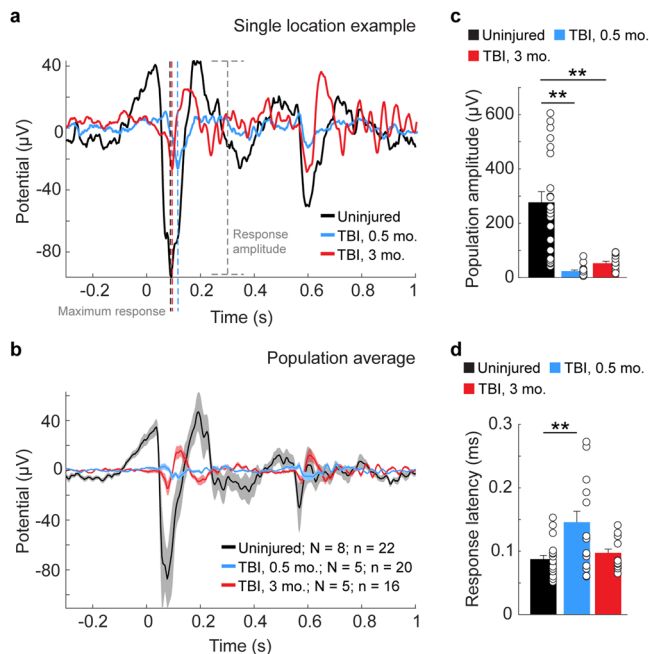 a
Single location example
40
0
-40
-80
Potential (µV)
Uninjured
TBI, 0.5 mo.
TBI, 3 mo.
Response
amplitude
Maximum response
-0.2
0
0.2
0.4
0.6
0.8
1
Time (s)
b
Population average
40
0
-40
-80
Potential (µV)
Uninjured; N = 8; n = 22
TBI, 0.5 mo.; N = 5; n = 20
TBI, 3 mo.; N = 5; n = 16
-0.2
0
0.2
0.4
0.6
0.8
1
Time (s)
c
Uninjured
TBI, 0.5 mo.
TBI, 3 mo.
**
**
600
400
200
0
Population amplitude (µV)
d
Uninjured
TBI, 0.5 mo.
TBI, 3 mo.
**
0.3
0.2
0.1
0
Response latency (ms)